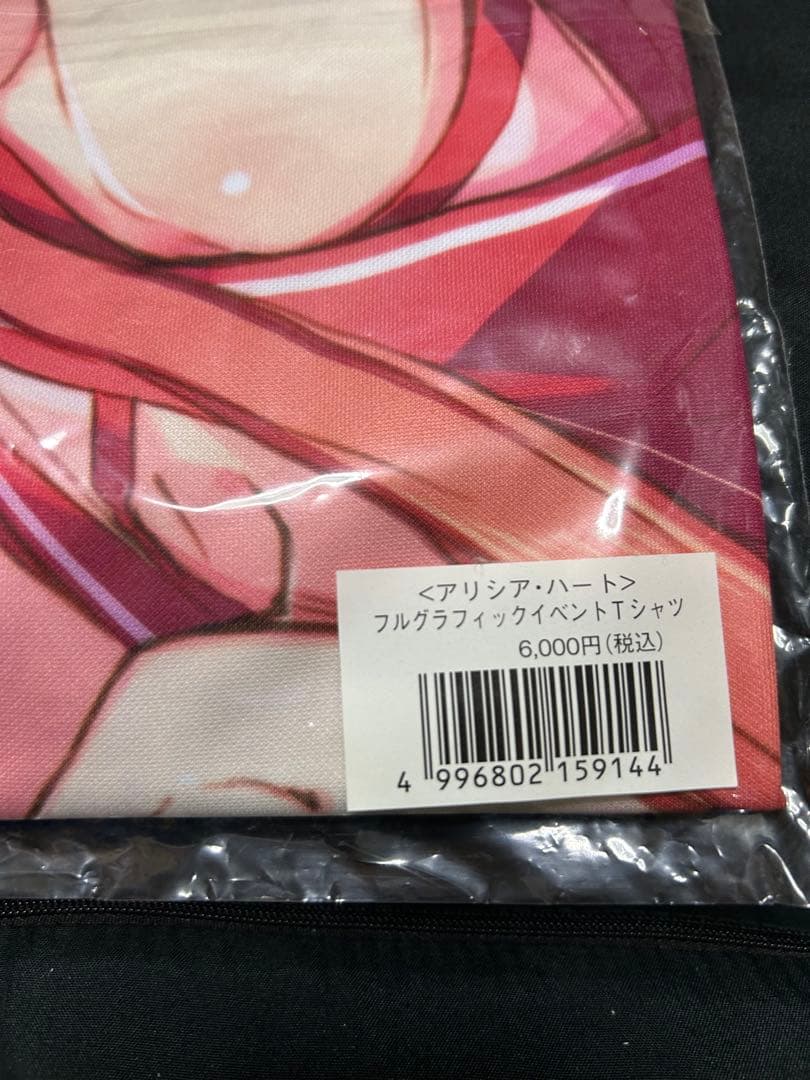 <アリシア・ハート>
フルグラフィックイベントTシャツ
6,000円(税込)
4 996802 159144